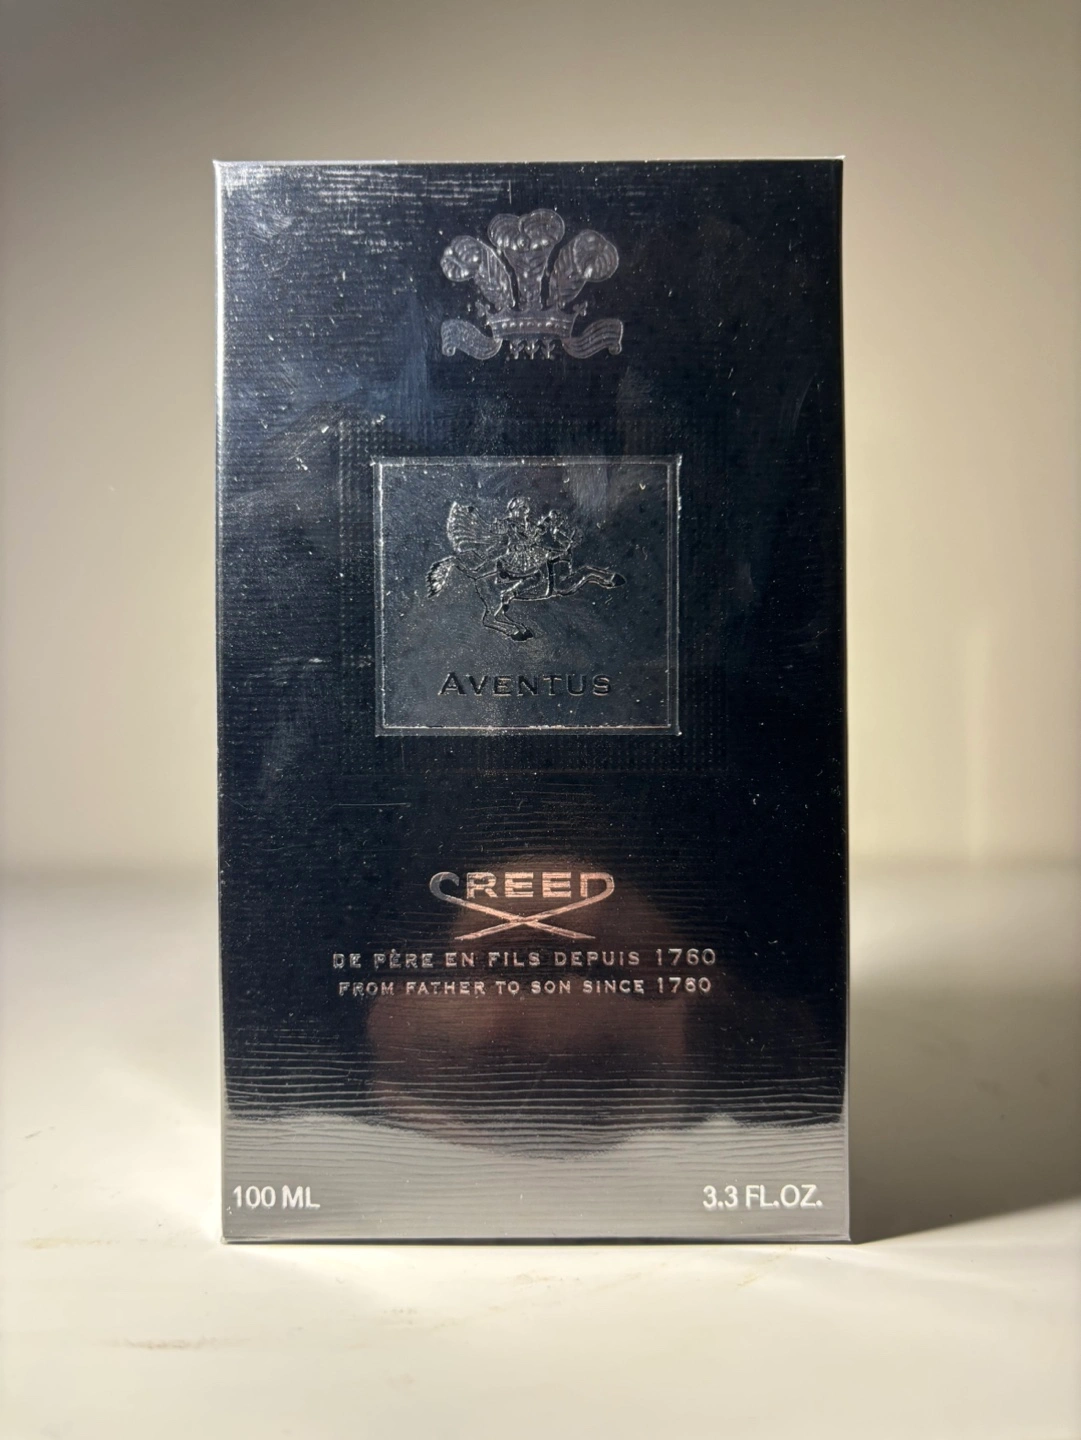 AVENTUS
CREED
DE PÈRE EN FILS DEPUIS 1760
FROM FATHER TO SON SINCE 1760
100 ML
3.3 FL.OZ.